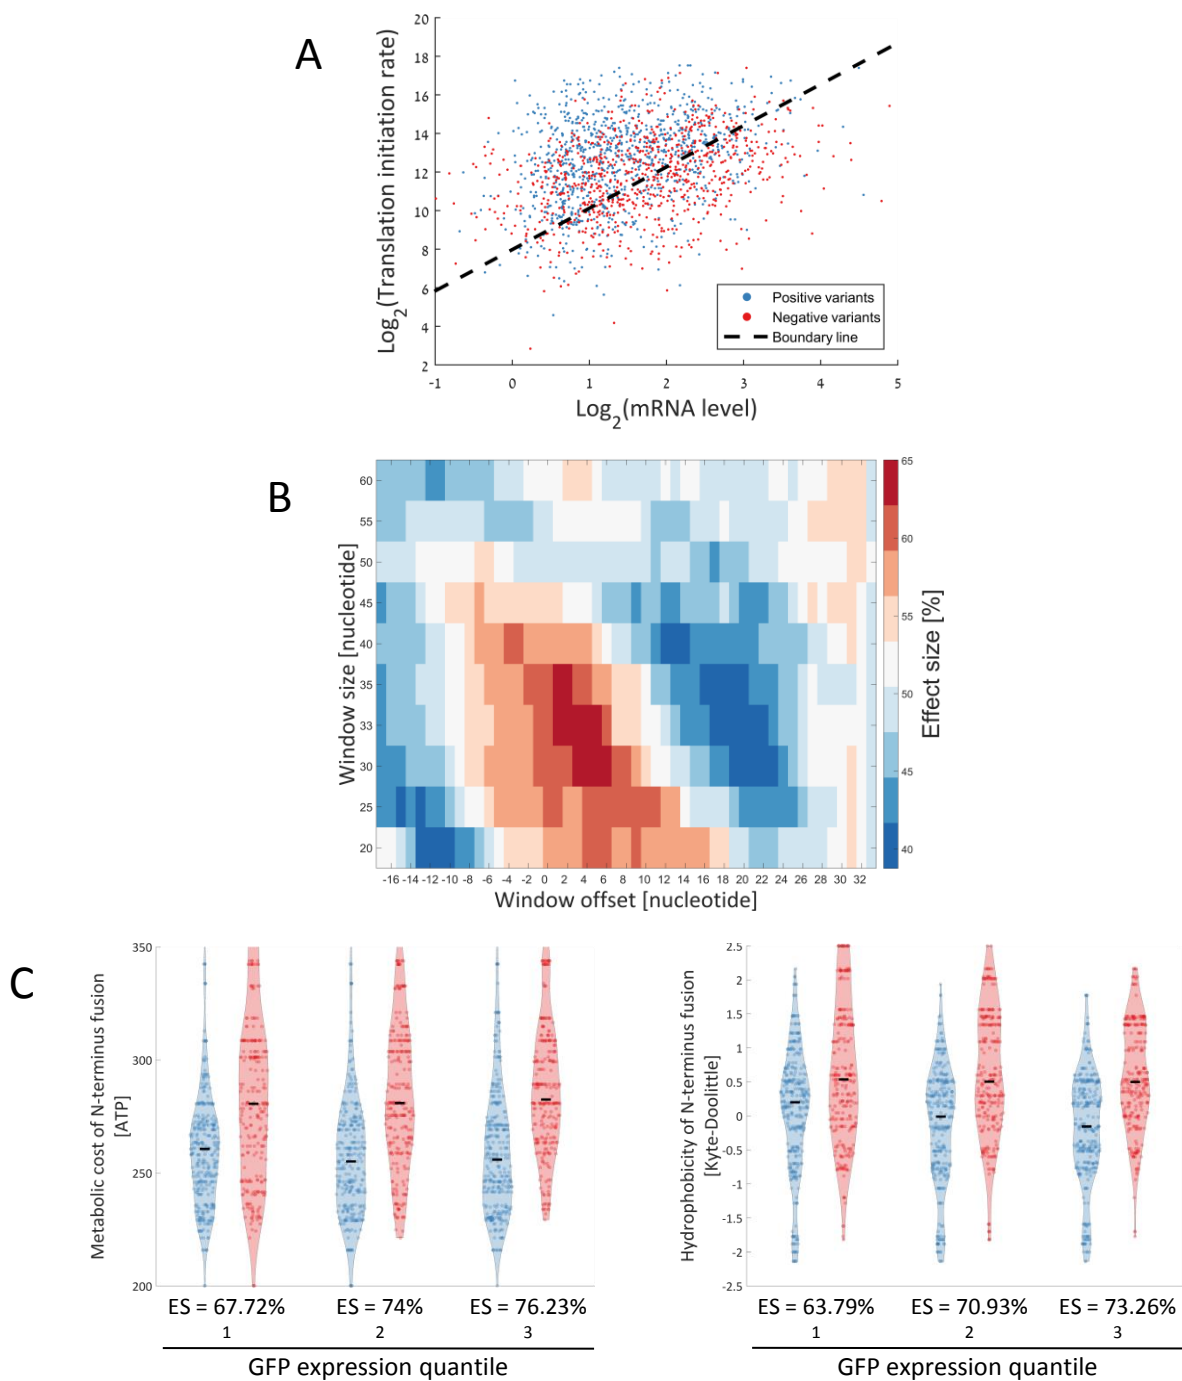 A
Log2(Translation initiation rate)
20
18
16
14
12
10
8
6
4
2
-1
0
1
2
3
4
5
Log2(mRNA level)
Positive variants
Negative variants
Boundary line
B
Window size [nucleotide]
60
55
50
45
40
35
33
30
25
20
-16 -14 -12 -10 -8 -6 -4 -2 0 2 4 6 8 10 12 14 16 18 20 22 24 26 28 30 32
Window offset [nucleotide]
65
60
55
50
45
40
Effect size [%]
C
Metabolic cost of N-terminus fusion
[ATP]
350
300
250
200
ES = 67.72% ES = 74% ES = 76.23%
1 2 3
GFP expression quantile
Hydrophobicity of N-terminus fusion
[Kyte-Doolittle]
2.5
2
1.5
1
0.5
0
-0.5
-1
-1.5
-2
-2.5
ES = 63.79% ES = 70.93% ES = 73.26%
1 2 3
GFP expression quantile